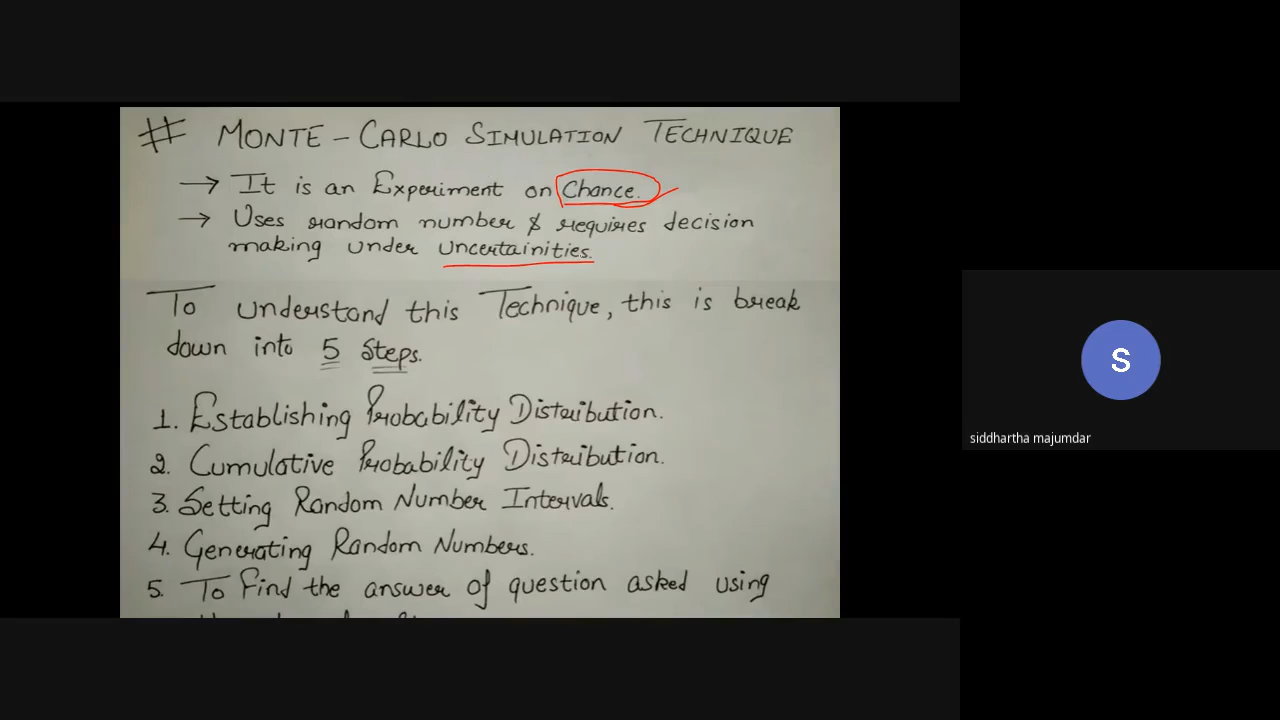 # MONTE - CARLO SIMULATION TECHNIQUE
→ It is an Experiment on Chance.
→ Uses random number & requires decision
making under uncertainities.
To understand this Technique, this is break
down into 5 Steps.
1. Establishing Probability Distribution.
2. Cumulative Probability Distribution.
3. Setting Random Number Intervals.
4. Generating Random Numbers.
5. To Find the answer of question asked using
S
siddhartha majumdar